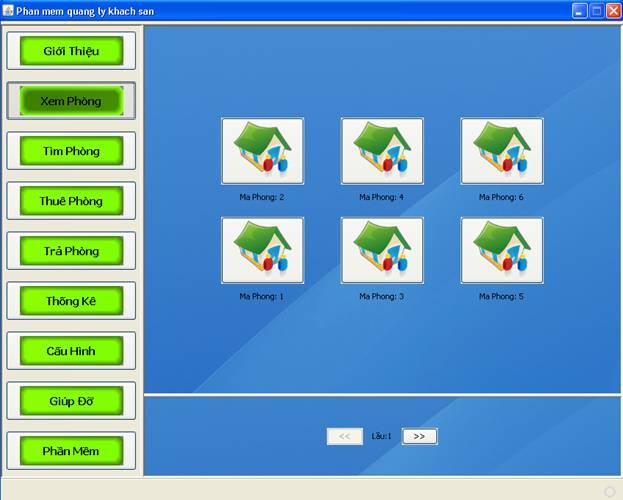 Phan mem quang ly khach san
Giới Thiệu
Xem Phòng
Tìm Phòng
Thuê Phòng
Trả Phòng
Thống Kê
Cấu Hình
Giúp Đỡ
Phần Mềm
Ma Phong: 2 Ma Phong: 4 Ma Phong: 6
Ma Phong: 1 Ma Phong: 3 Ma Phong: 5
<< Lầu:1 >>